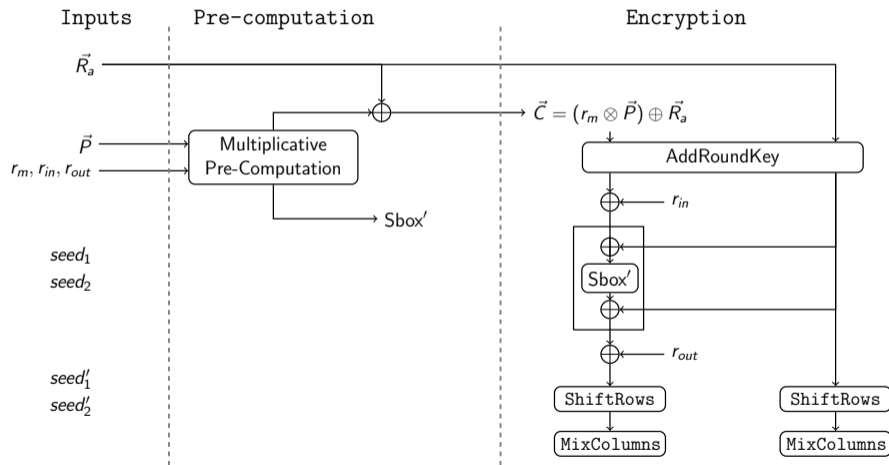 Inputs Pre-computation Encryption
R⃗ₐ
C⃗ = (rₘ ⊗ P⃗) ⊕ R⃗ₐ
P⃗
Multiplicative
Pre-Computation
AddRoundKey
r_m, r_in, r_out
r_in
Sbox′
seed₁
seed₂
Sbox′
r_out
seed′₁
seed′₂
ShiftRows ShiftRows
MixColumns MixColumns